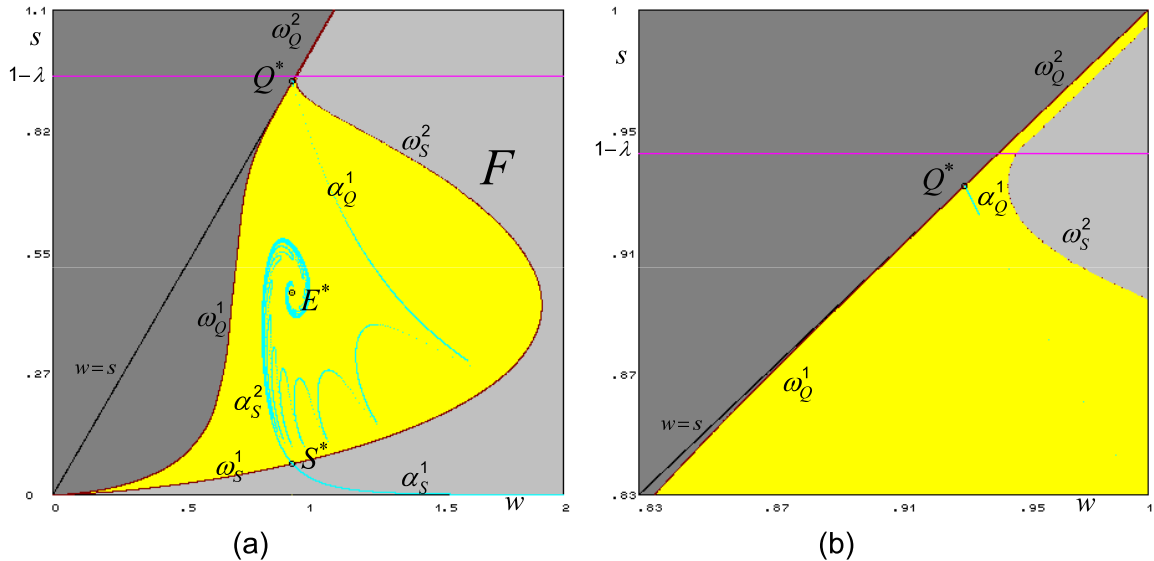 1.1
s
1−λ
.82
.55
.27
0
0
.5
1
1.5
w
2
ω_Q^2
Q*
ω_S^2
F
α_Q^1
E*
ω_Q^1
w=s
α_S^2
S*
ω_S^1
α_S^1
(a)
1
s
.95
1−λ
.91
.87
.83
.83
.87
.91
.95
w
1
ω_Q^2
Q*
α_Q^1
ω_S^2
ω_Q^1
w=s
(b)